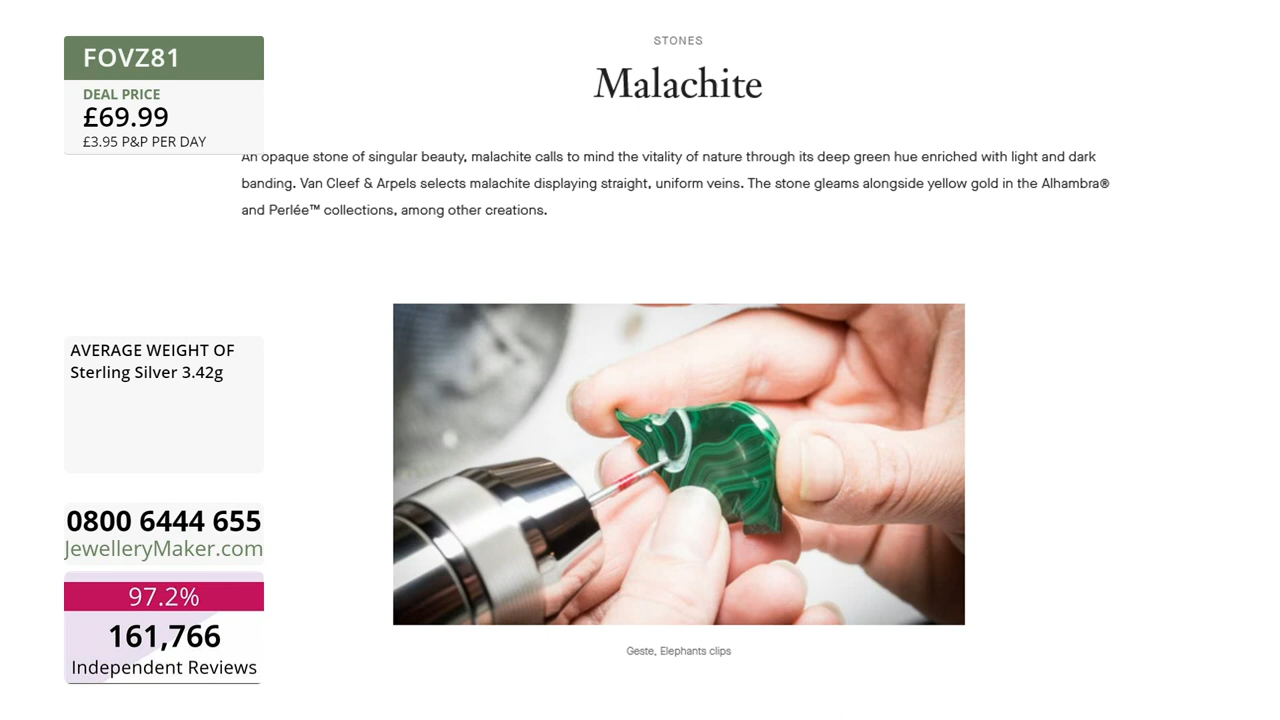 FOVZ81
DEAL PRICE
£69.99
£3.95 P&P PER DAY
STONES
Malachite
An opaque stone of singular beauty, malachite calls to mind the vitality of nature through its deep green hue enriched with light and dark
banding. Van Cleef & Arpels selects malachite displaying straight, uniform veins. The stone gleams alongside yellow gold in the Alhambra®
and Perlée™ collections, among other creations.
AVERAGE WEIGHT OF
Sterling Silver 3.42g
0800 6444 655
JewelleryMaker.com
97.2%
161,766
Independent Reviews
Geste, Elephants clips